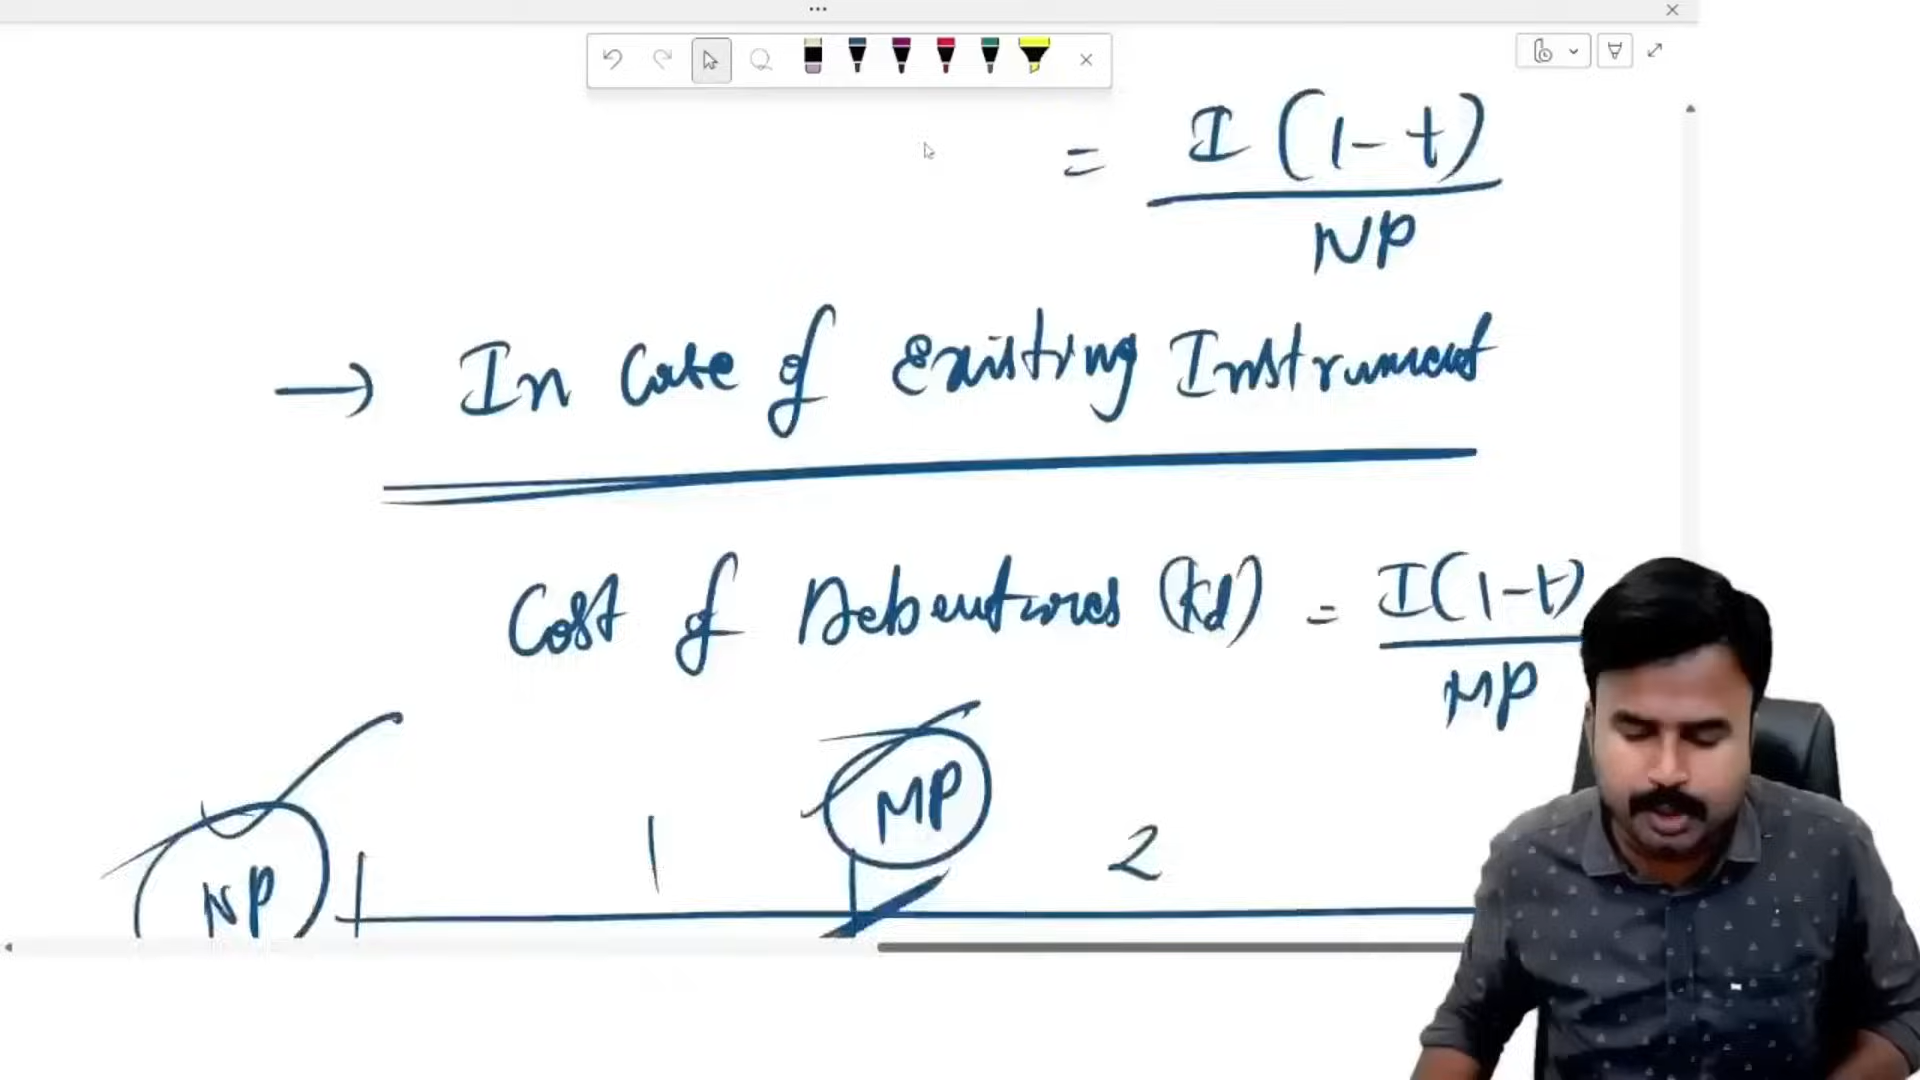 = I (1-t)
NP
→ In Case of Existing Instrument
Cost of Debentures (Kd) = I(1-t)
MP
MP
1 2
NP